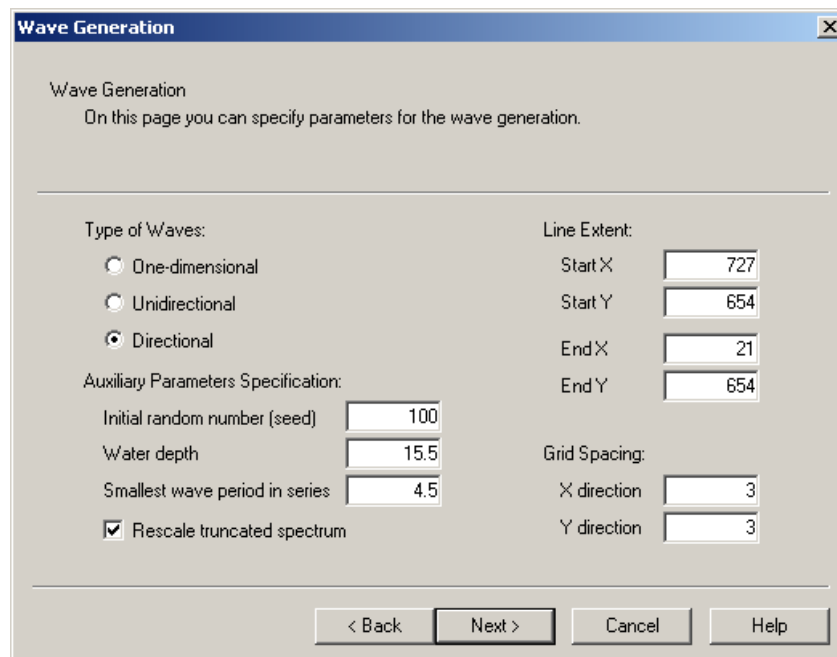 Wave Generation
Wave Generation
On this page you can specify parameters for the wave generation.
Type of Waves:
One-dimensional
Unidirectional
Directional
Auxiliary Parameters Specification:
Initial random number (seed) 100
Water depth 15.5
Smallest wave period in series 4.5
Rescale truncated spectrum
Line Extent:
Start X 727
Start Y 654
End X 21
End Y 654
Grid Spacing:
X direction 3
Y direction 3
< Back Next > Cancel Help